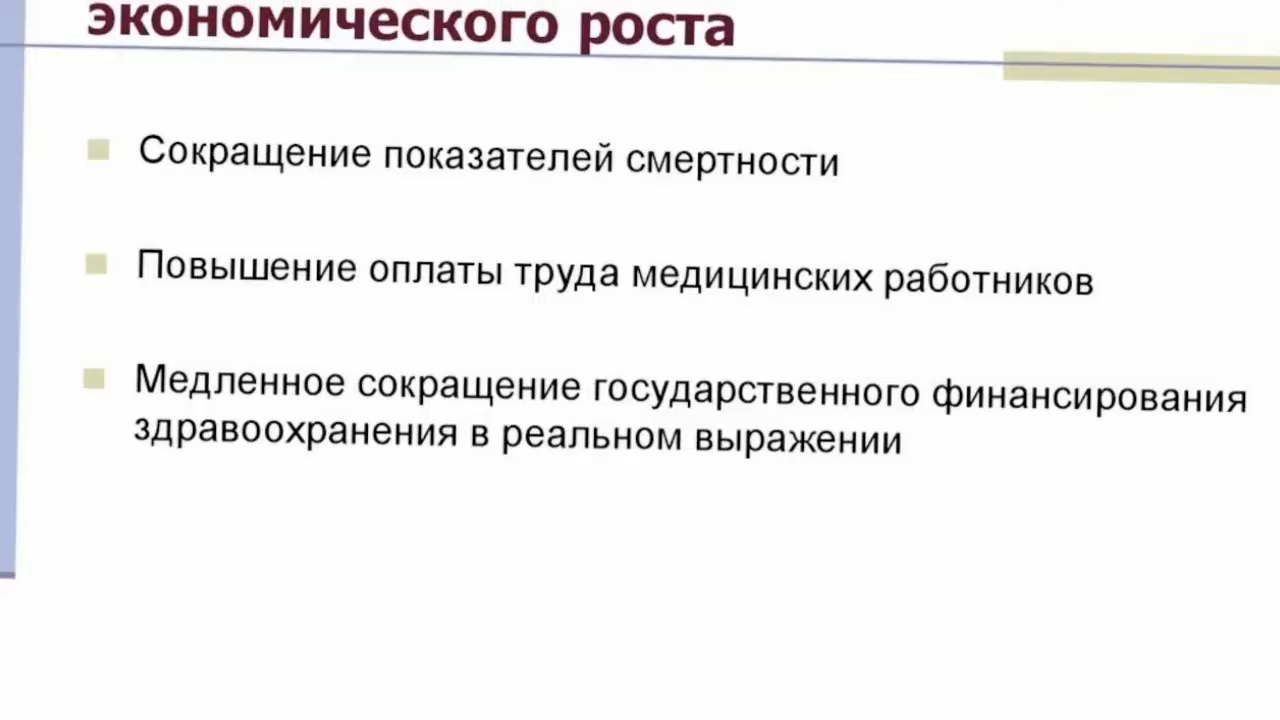 экономического роста
Сокращение показателей смертности
Повышение оплаты труда медицинских работников
Медленное сокращение государственного финансирования
здравоохранения в реальном выражении